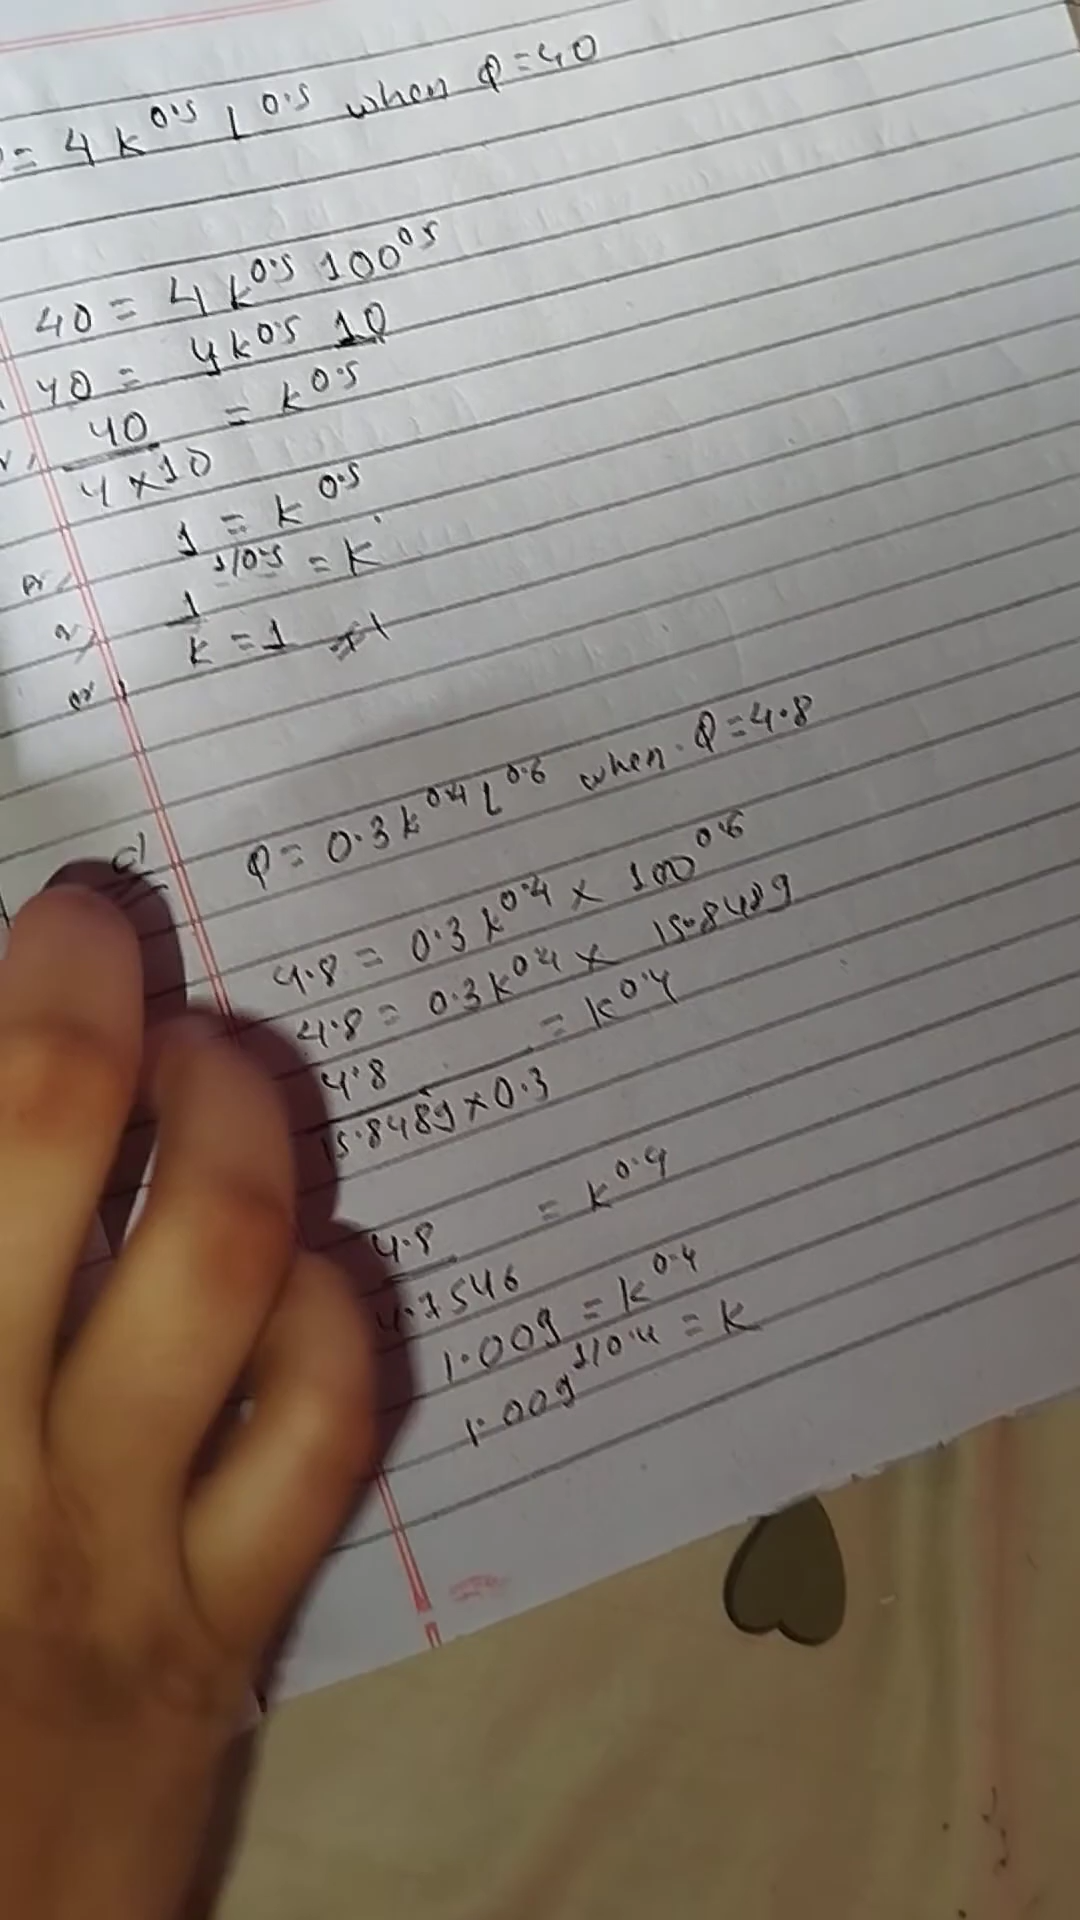 = 4 K^0.5 L^0.5 when Q = 40
40 = 4 K^0.5 100^0.5
40 = 4 K^0.5 10
40 / 4 × 10 = K^0.5
or, 1 = K^0.5
or, 1^1/0.5 = K
or, K = 1
d) Q = 0.3 K^0.4 L^0.6 when Q = 4.8
4.8 = 0.3 K^0.4 × 100^0.6
4.8 = 0.3 K^0.4 × 15.8489
4.8 / 15.8489 × 0.3 = K^0.4
4.8 / 4.7546 = K^0.4
1.009 = K^0.4
1.009^1/0.4 = K